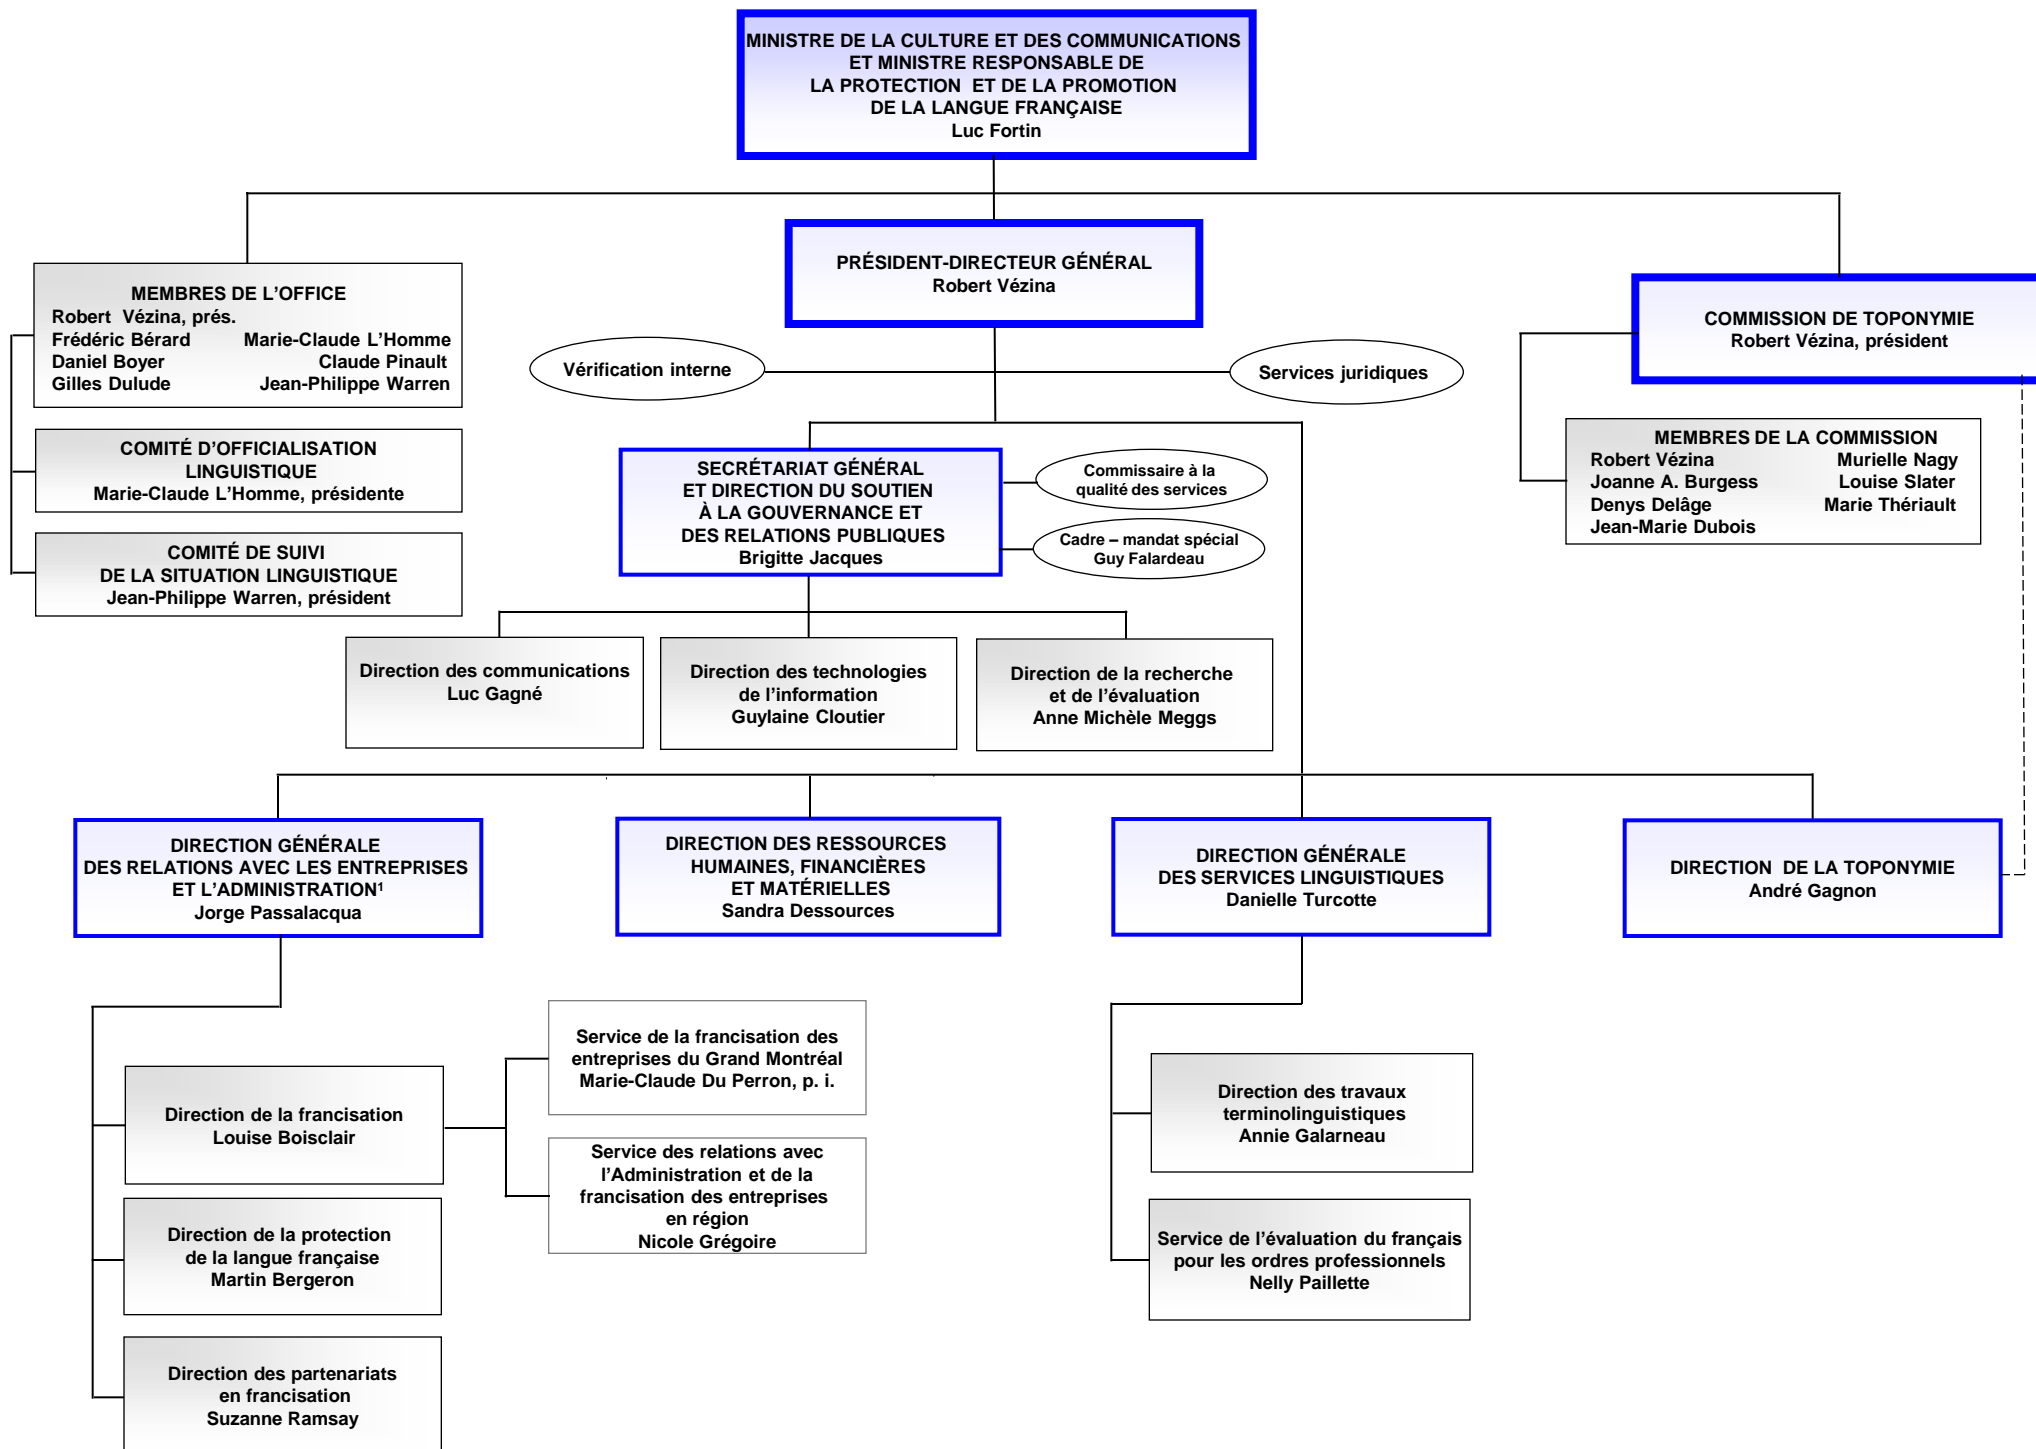 MINISTRE DE LA CULTURE ET DES COMMUNICATIONS
ET MINISTRE RESPONSABLE DE
LA PROTECTION ET DE LA PROMOTION
DE LA LANGUE FRANÇAISE
Luc Fortin
PRÉSIDENT-DIRECTEUR GÉNÉRAL
Robert Vézina
MEMBRES DE L’OFFICE
Robert Vézina, prés.
Frédéric Bérard Marie-Claude L’Homme
Daniel Boyer Claude Pinault
Gilles Dulude Jean-Philippe Warren
COMMISSION DE TOPONYMIE
Robert Vézina, président
Vérification interne
Services juridiques
COMITÉ D’OFFICIALISATION
LINGUISTIQUE
Marie-Claude L’Homme, présidente
SECRÉTARIAT GÉNÉRAL
ET DIRECTION DU SOUTIEN
À LA GOUVERNANCE ET
DES RELATIONS PUBLIQUES
Brigitte Jacques
Commissaire à la
qualité des services
Cadre – mandat spécial
Guy Falardeau
MEMBRES DE LA COMMISSION
Robert Vézina Murielle Nagy
Joanne A. Burgess Louise Slater
Denys Delâge Marie Thériault
Jean-Marie Dubois
COMITÉ DE SUIVI
DE LA SITUATION LINGUISTIQUE
Jean-Philippe Warren, président
Direction des communications
Luc Gagné
Direction des technologies
de l’information
Guylaine Cloutier
Direction de la recherche
et de l’évaluation
Anne Michèle Meggs
DIRECTION GÉNÉRALE
DES RELATIONS AVEC LES ENTREPRISES
ET L’ADMINISTRATION¹
Jorge Passalacqua
DIRECTION DES RESSOURCES
HUMAINES, FINANCIÈRES
ET MATÉRIELLES
Sandra Dessources
DIRECTION GÉNÉRALE
DES SERVICES LINGUISTIQUES
Danielle Turcotte
DIRECTION DE LA TOPONYMIE
André Gagnon
Direction de la francisation
Louise Boisclair
Service de la francisation des
entreprises du Grand Montréal
Marie-Claude Du Perron, p. i.
Service des relations avec
l’Administration et de la
francisation des entreprises
en région
Nicole Grégoire
Direction de la protection
de la langue française
Martin Bergeron
Direction des partenariats
en francisation
Suzanne Ramsay
Direction des travaux
terminolinguistiques
Annie Galarneau
Service de l’évaluation du français
pour les ordres professionnels
Nelly Paillette